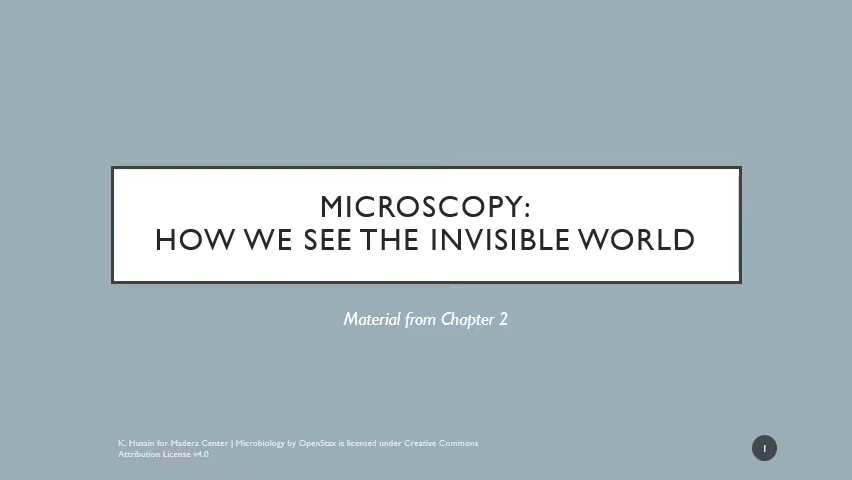 MICROSCOPY:
HOW WE SEE THE INVISIBLE WORLD
Material from Chapter 2
K. Husain for Madera Center | Microbiology by OpenStax is licensed under Creative Commons
Attribution License v4.0
1